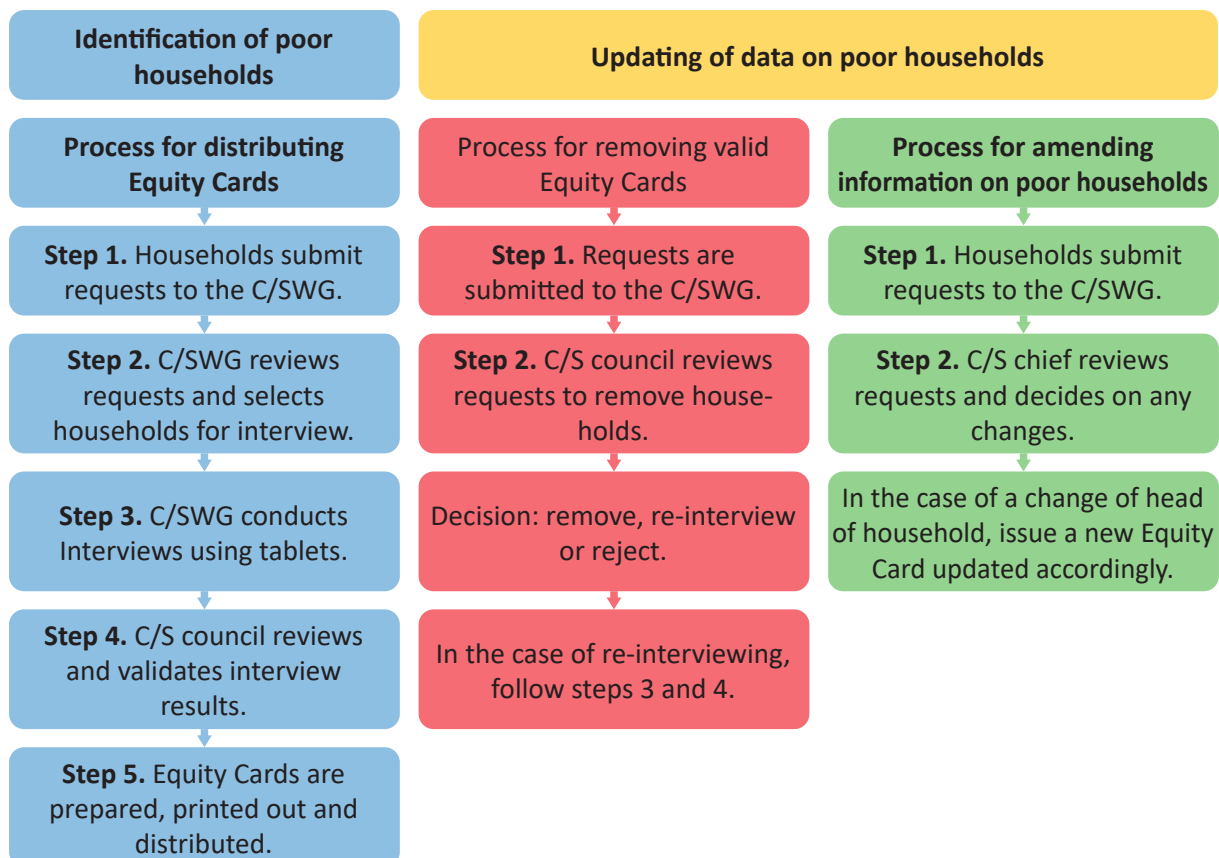 Identification of poor
households
Updating of data on poor households
Process for distributing
Equity Cards
Step 1. Households submit
requests to the C/SWG.
Step 2. C/SWG reviews
requests and selects
households for interview.
Step 3. C/SWG conducts
Interviews using tablets.
Step 4. C/S council reviews
and validates interview
results.
Step 5. Equity Cards are
prepared, printed out and
distributed.
Process for removing valid
Equity Cards
Step 1. Requests are
submitted to the C/SWG.
Step 2. C/S council reviews
requests to remove house-
holds.
Decision: remove, re-interview
or reject.
In the case of re-interviewing,
follow steps 3 and 4.
Process for amending
information on poor households
Step 1. Households submit
requests to the C/SWG.
Step 2. C/S chief reviews
requests and decides on any
changes.
In the case of a change of head
of household, issue a new Equity
Card updated accordingly.